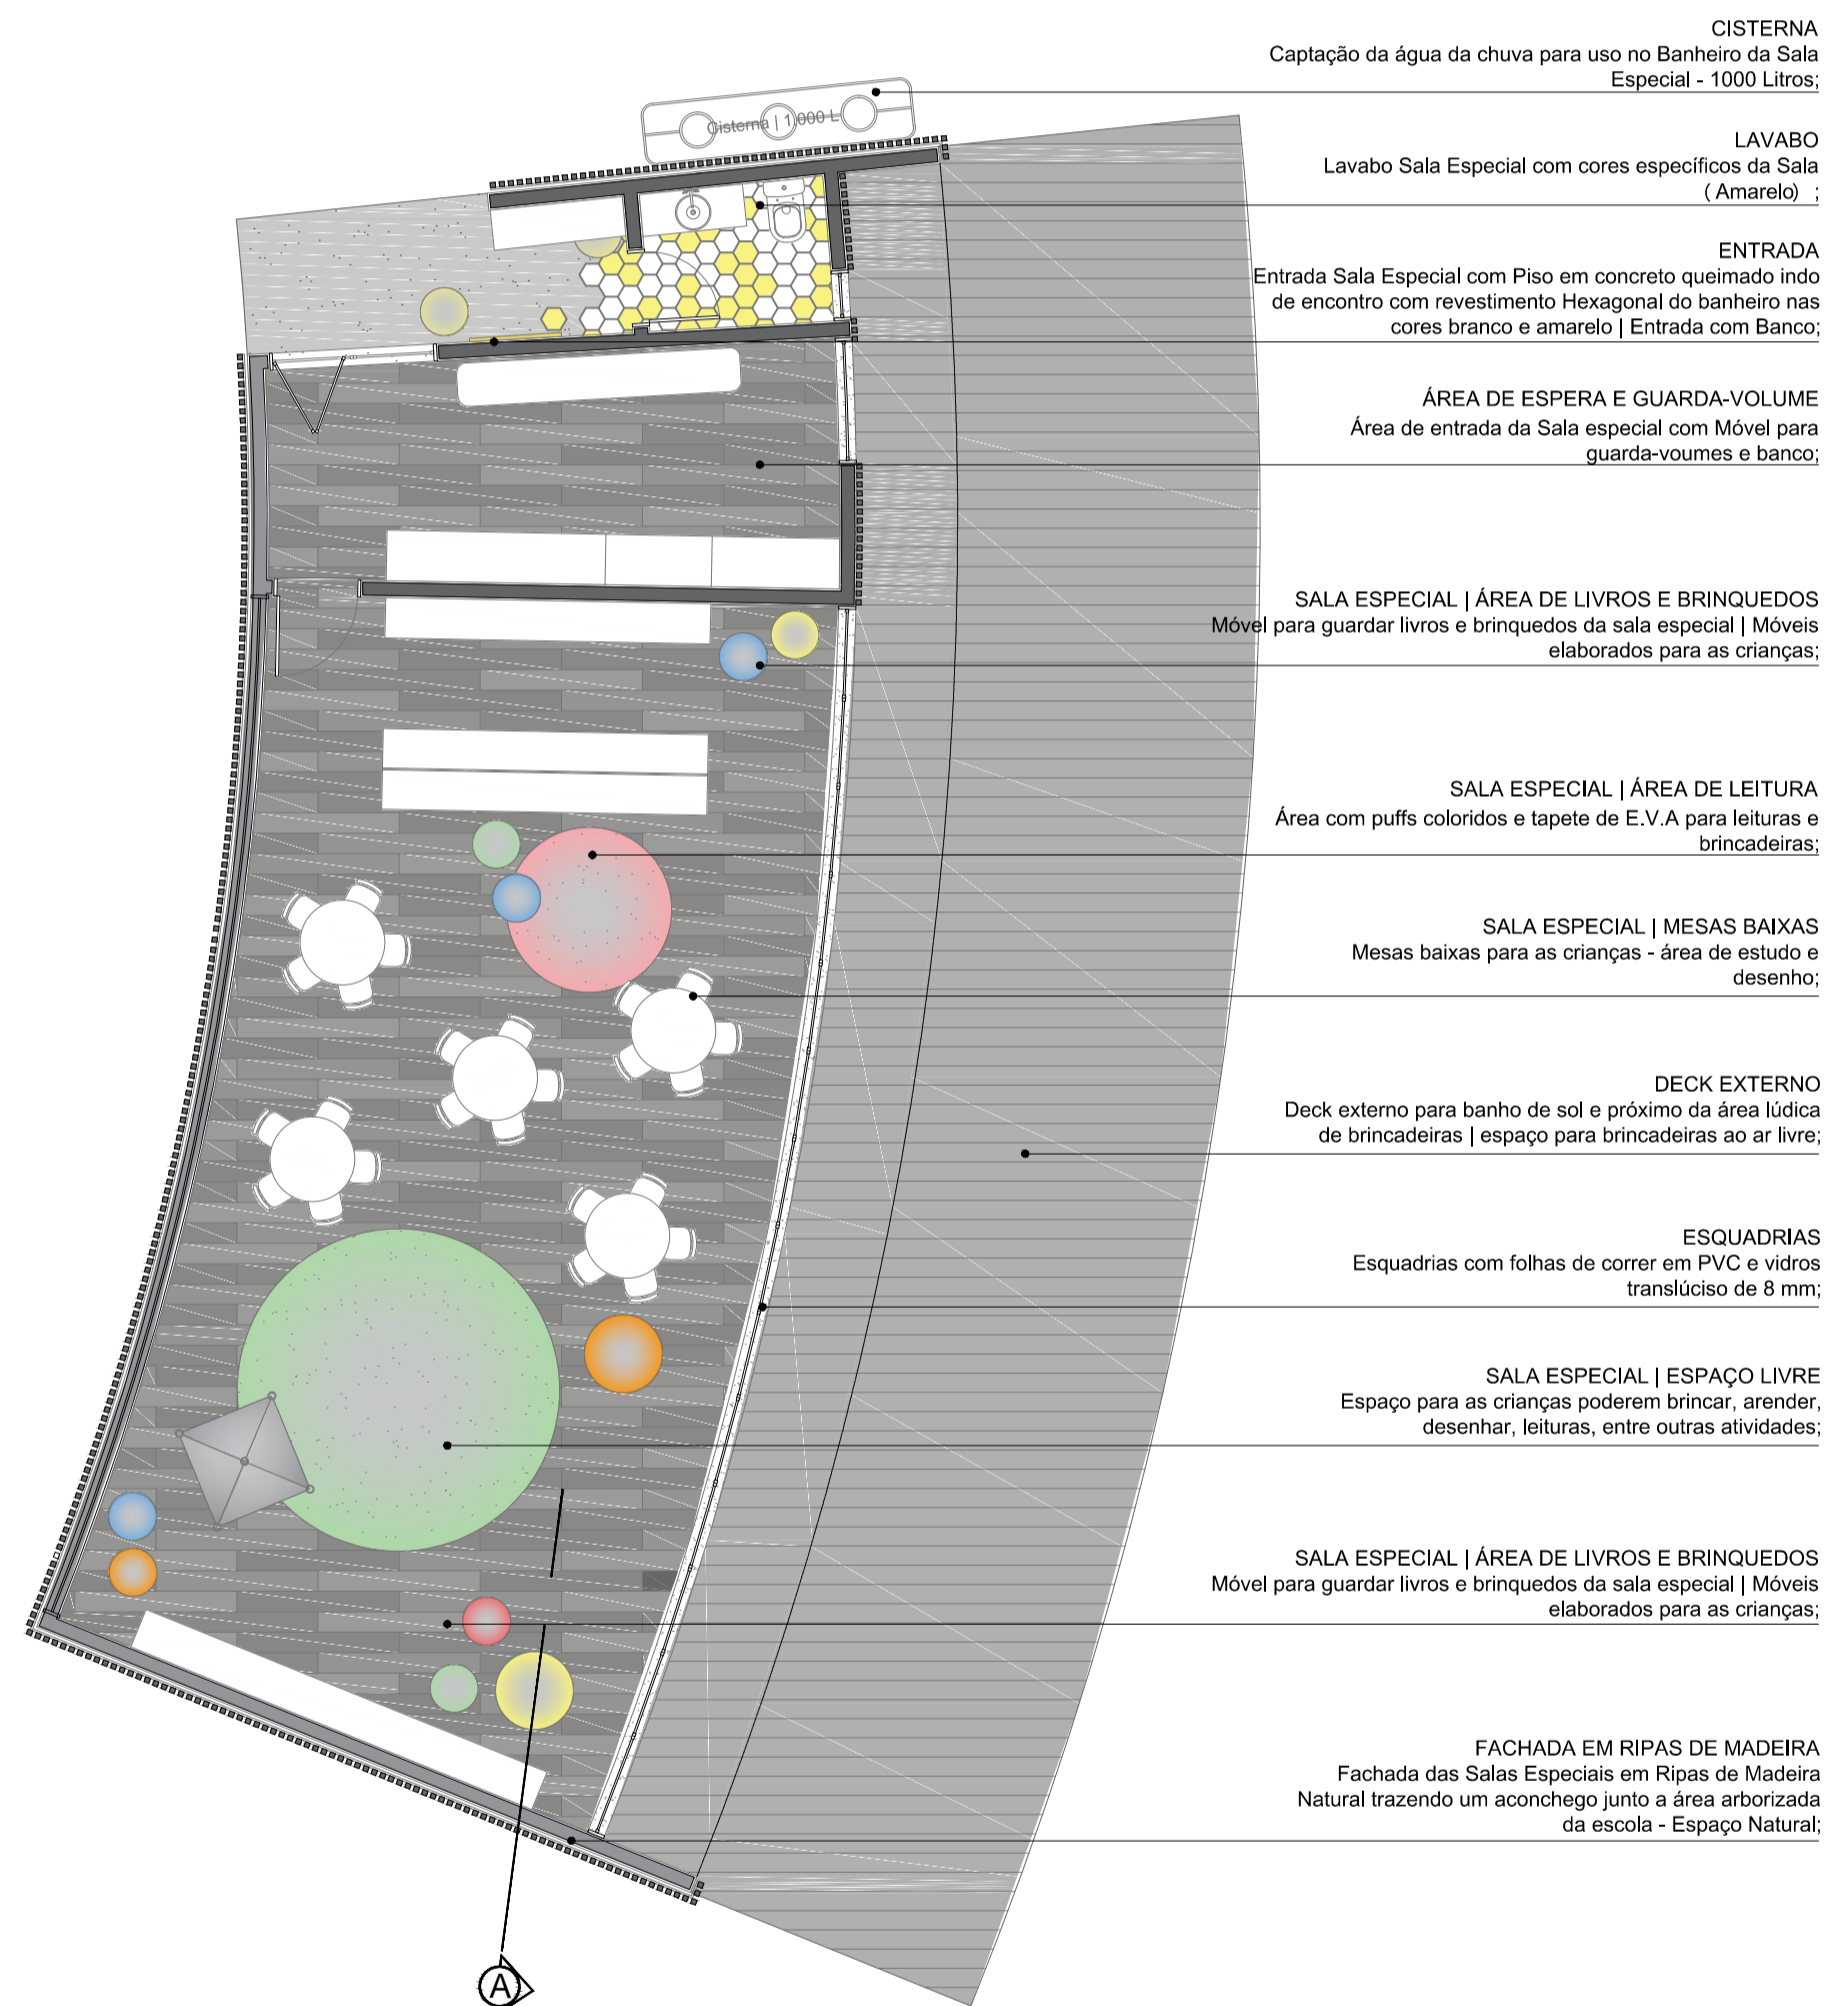 CISTERNA
Captação da água da chuva para uso no Banheiro da Sala
Especial - 1000 Litros;
Cisterna | 1.000 L
LAVABO
Lavabo Sala Especial com cores específicos da Sala
( Amarelo) ;
ENTRADA
Entrada Sala Especial com Piso em concreto queimado indo
de encontro com revestimento Hexagonal do banheiro nas
cores branco e amarelo | Entrada com Banco;
ÁREA DE ESPERA E GUARDA-VOLUME
Área de entrada da Sala especial com Móvel para
guarda-voumes e banco;
SALA ESPECIAL | ÁREA DE LIVROS E BRINQUEDOS
Móvel para guardar livros e brinquedos da sala especial | Móveis
elaborados para as crianças;
SALA ESPECIAL | ÁREA DE LEITURA
Área com puffs coloridos e tapete de E.V.A para leituras e
brincadeiras;
SALA ESPECIAL | MESAS BAIXAS
Mesas baixas para as crianças - área de estudo e
desenho;
DECK EXTERNO
Deck externo para banho de sol e próximo da área lúdica
de brincadeiras | espaço para brincadeiras ao ar livre;
ESQUADRIAS
Esquadrias com folhas de correr em PVC e vidros
translúciso de 8 mm;
SALA ESPECIAL | ESPAÇO LIVRE
Espaço para as crianças poderem brincar, arender,
desenhar, leituras, entre outras atividades;
SALA ESPECIAL | ÁREA DE LIVROS E BRINQUEDOS
Móvel para guardar livros e brinquedos da sala especial | Móveis
elaborados para as crianças;
FACHADA EM RIPAS DE MADEIRA
Fachada das Salas Especiais em Ripas de Madeira
Natural trazendo um aconchego junto a área arborizada
da escola - Espaço Natural;
A